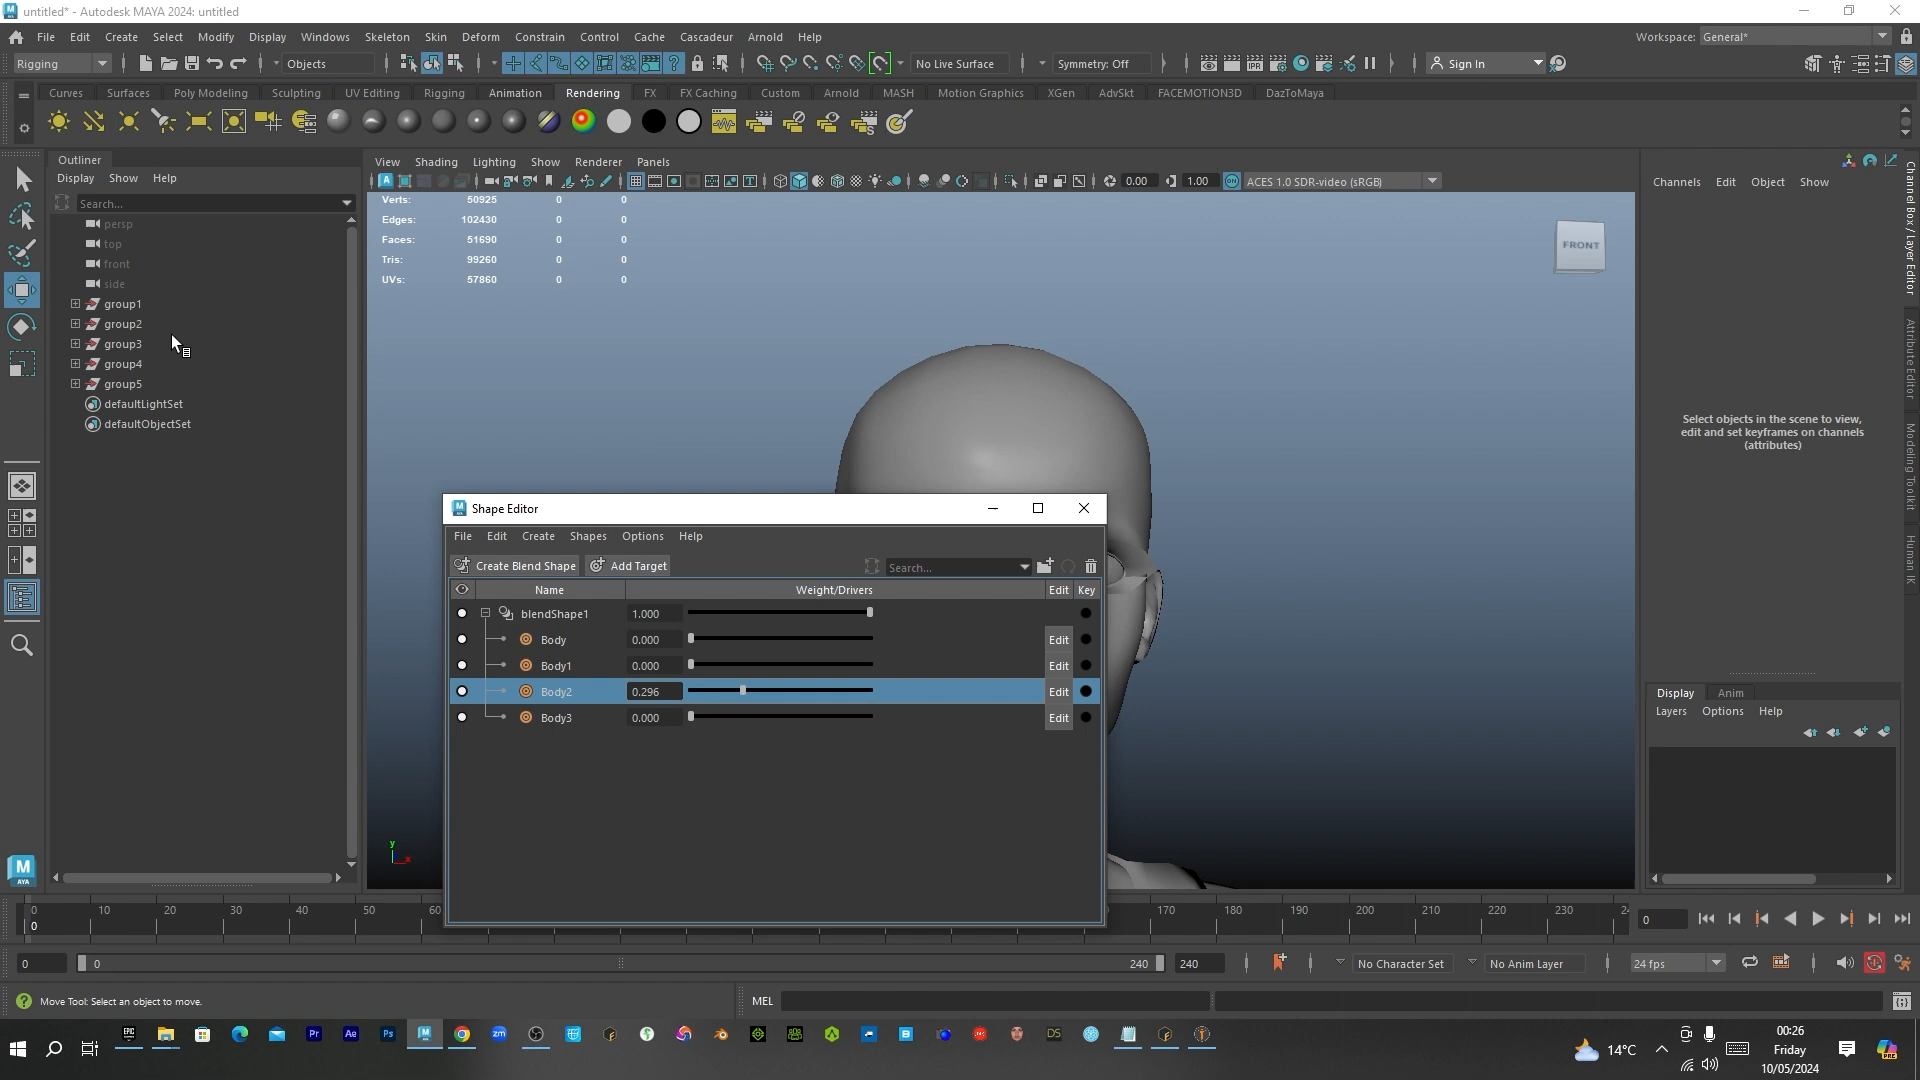 untitled* - Autodesk MAYA 2024: untitled
File Edit Create Select Modify Display Windows Skeleton Skin Deform Constrain Control Cache Cascadeur Arnold Help
Workspace: General*
Rigging Objects No Live Surface Symmetry: Off Sign In
Curves Surfaces Poly Modeling Sculpting UV Editing Rigging Animation Rendering FX FX Caching Custom Arnold MASH Motion Graphics XGen AdvSkt FACEMOTION3D DazToMaya
Outliner
Display Show Help
Search...
persp
top
front
side
group1
group2
group3
group4
group5
defaultLightSet
defaultObjectSet
View Shading Lighting Show Renderer Panels
0.00 1.00 ACES 1.0 SDR-video (sRGB)
Verts: 50925 0 0
Edges: 102430 0 0
Faces: 51690 0 0
Tris: 99260 0 0
UVs: 57860 0 0
FRONT
Shape Editor
File Edit Create Shapes Options Help
Create Blend Shape Add Target Search...
Name Weight/Drivers Edit Key
blendShape1 1.000
Body 0.000 Edit
Body1 0.000 Edit
Body2 0.296 Edit
Body3 0.000 Edit
y
x
Channels Edit Object Show
Select objects in the scene to view,
edit and set keyframes on channels
(attributes)
Channel Box / Layer Editor
Attribute Editor
Modeling Toolkit
Human IK
Display Anim
Layers Options Help
M
AYA
0 10 20 30 40 50 60 170 180 190 200 210 220 230
0
0
0 0 240 240 No Character Set No Anim Layer 24 fps
Move Tool: Select an object to move. MEL
14°C
00:26
Friday
10/05/2024